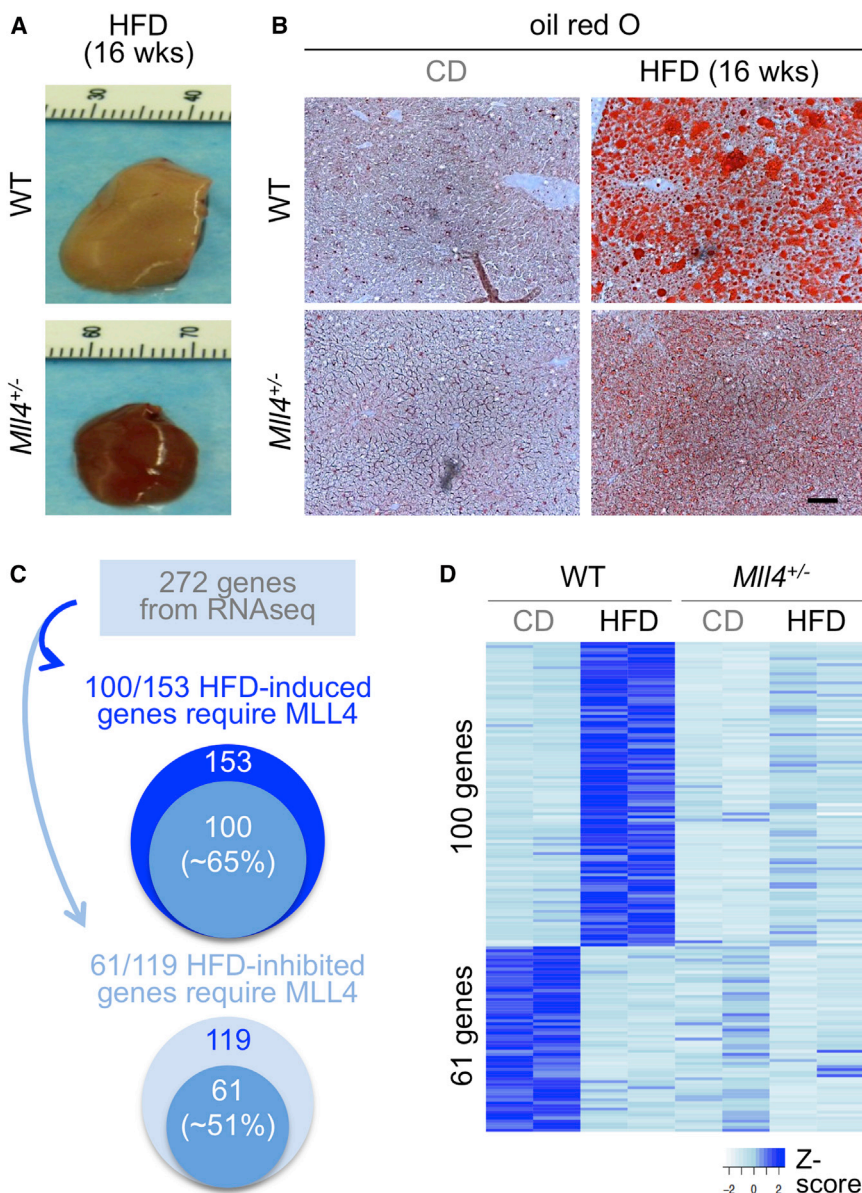 A
HFD
(16 wks)
30
40
WT
60
70
Mll4+/-
B
oil red O
CD
HFD (16 wks)
WT
Mll4+/-
C
272 genes
from RNAseq
100/153 HFD-induced
genes require MLL4
153
100
(~65%)
61/119 HFD-inhibited
genes require MLL4
119
61
(~51%)
D
WT
Mll4+/-
CD
HFD
CD
HFD
100 genes
61 genes
-2
0
2
Z-
score